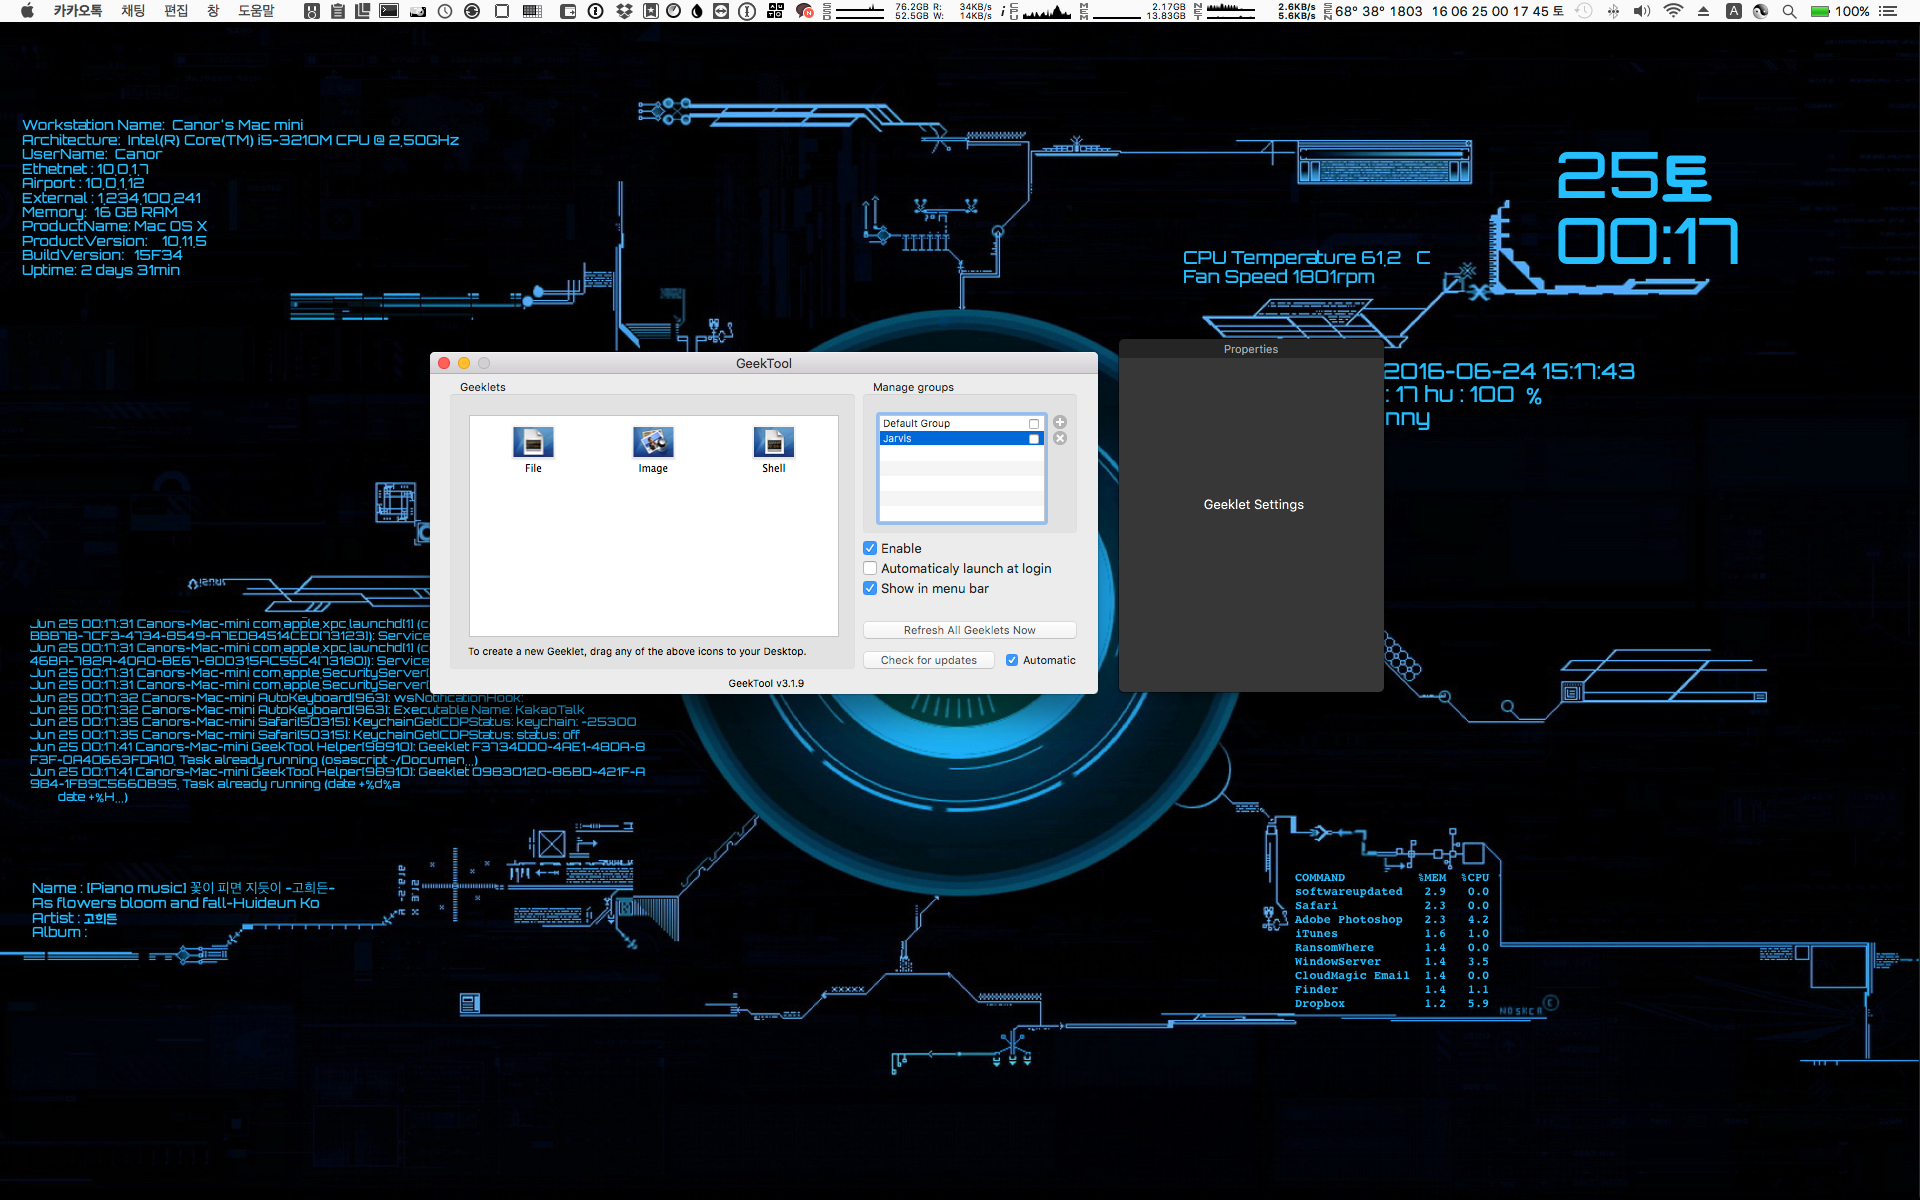 카카오톡 채팅 편집 창 도움말
76.2GB R: 34KB/s
52.5GB W: 14KB/s
2.17GB
13.83GB
2.6KB/s
5.6KB/s
68° 38° 1803 16 06 25 00 17 45 토
100%
Workstation Name: Canor's Mac mini
Architecture: Intel(R) Core(TM) i5-3210M CPU @ 2.50GHz
UserName: Canor
Ethetnet : 10.0.1.7
Airport : 10.0.1.12
External : 1.234.100.241
Memory: 16 GB RAM
ProductName: Mac OS X
ProductVersion: 10.11.5
BuildVersion: 15F34
Uptime: 2 days 31min
25토
00:17
CPU Temperature 61.2 C
Fan Speed 1801rpm
2016-06-24 15:17:43
: 17 hu : 100 %
nny
GeekTool
Geeklets
File
Image
Shell
To create a new Geeklet, drag any of the above icons to your Desktop.
Manage groups
Default Group
Jarvis
Enable
Automaticaly launch at login
Show in menu bar
Refresh All Geeklets Now
Check for updates
Automatic
GeekTool v3.1.9
Properties
Geeklet Settings
Jun 25 00:17:31 Canors-Mac-mini com.apple.xpc.launchd[1] (c
BBB7B-7CF3-4734-8549-A7ED84514CED[73123]): Service
Jun 25 00:17:31 Canors-Mac-mini com.apple.xpc.launchd[1] (c
46BA-782A-40A0-BE67-8D0315AC55C4[73180]): Service
Jun 25 00:17:31 Canors-Mac-mini com.apple.SecurityServer[
Jun 25 00:17:31 Canors-Mac-mini com.apple.SecurityServer[
Jun 25 00:17:32 Canors-Mac-mini AutoKeyboard[963]: wsNotificationHook:
Jun 25 00:17:32 Canors-Mac-mini AutoKeyboard[963]: Executable Name: KakaoTalk
Jun 25 00:17:35 Canors-Mac-mini Safari[50315]: KeychainGetICDPStatus: keychain: -25300
Jun 25 00:17:35 Canors-Mac-mini Safari[50315]: KeychainGetICDPStatus: status: off
Jun 25 00:17:41 Canors-Mac-mini GeekTool Helper[98910]: Geeklet F3734DD0-4AE1-48DA-8
F3F-0A40663FDA10, Task already running (osascript ~/Documen...)
Jun 25 00:17:41 Canors-Mac-mini GeekTool Helper[98910]: Geeklet 09830120-86BD-421F-A
984-1FB9C566DB95, Task already running (date +%d%a
date +%H...)
Name : [Piano music] 꽃이 피면 지듯이 -고희든-
As flowers bloom and fall-Huideun Ko
Artist : 고희든
Album :
COMMAND %MEM %CPU
softwareupdated 2.9 0.0
Safari 2.3 0.0
Adobe Photoshop 2.3 4.2
iTunes 1.6 1.0
RansomWhere 1.4 0.0
WindowServer 1.4 3.5
CloudMagic Email 1.4 0.0
Finder 1.4 1.1
Dropbox 1.2 5.9